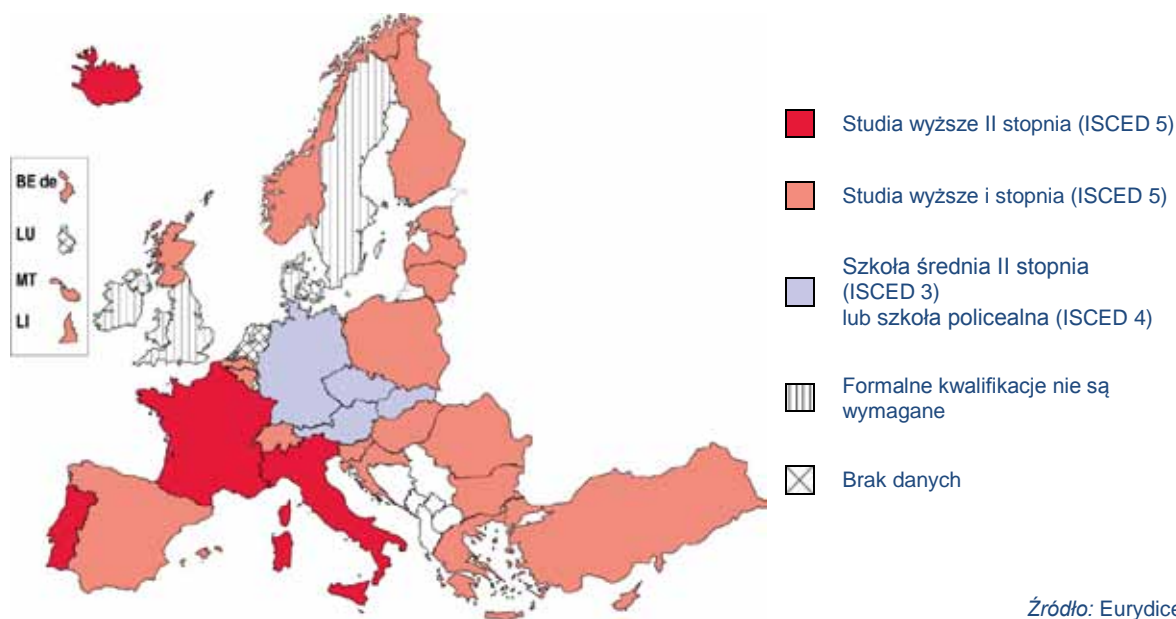 BE de
LU
MT
LI
Studia wyższe II stopnia (ISCED 5)
Studia wyższe i stopnia (ISCED 5)
Szkoła średnia II stopnia
(ISCED 3)
lub szkoła policealna (ISCED 4)
Formalne kwalifikacje nie są
wymagane
Brak danych
Źródło: Eurydice